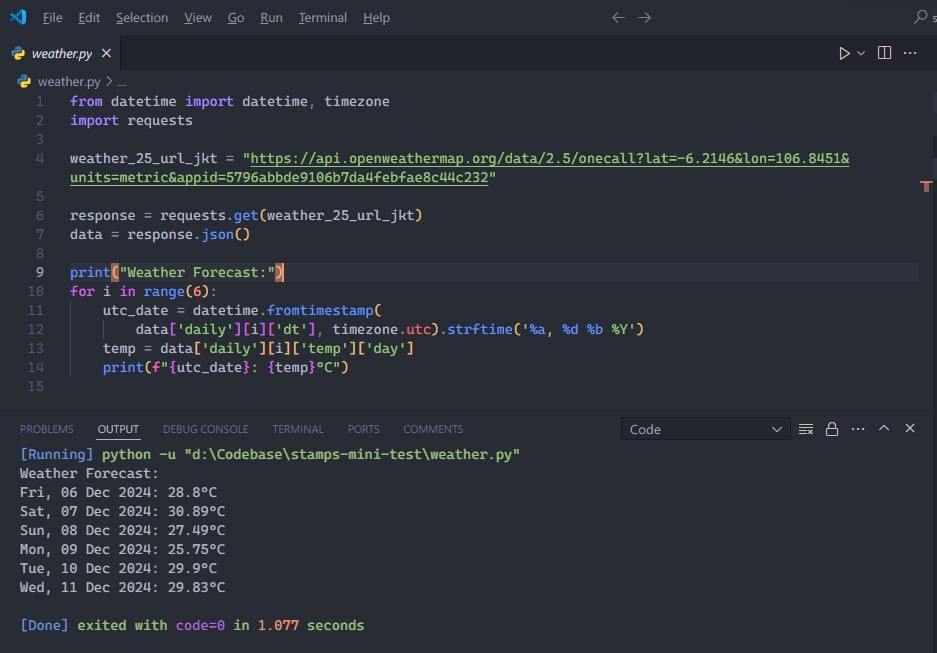 File Edit Selection View Go Run Terminal Help
weather.py
weather.py > ...
1 from datetime import datetime, timezone
2 import requests
3
4 weather_25_url_jkt = "https://api.openweathermap.org/data/2.5/onecall?lat=-6.2146&lon=106.8451&
units=metric&appid=5796abbde9106b7da4febfae8c44c232"
5
6 response = requests.get(weather_25_url_jkt)
7 data = response.json()
8
9 print("Weather Forecast:")
10 for i in range(6):
11     utc_date = datetime.fromtimestamp(
12         data['daily'][i]['dt'], timezone.utc).strftime('%a, %d %b %Y')
13     temp = data['daily'][i]['temp']['day']
14     print(f"{utc_date}: {temp}°C")
15
PROBLEMS OUTPUT DEBUG CONSOLE TERMINAL PORTS COMMENTS Code
[Running] python -u "d:\Codebase\stamps-mini-test\weather.py"
Weather Forecast:
Fri, 06 Dec 2024: 28.8°C
Sat, 07 Dec 2024: 30.89°C
Sun, 08 Dec 2024: 27.49°C
Mon, 09 Dec 2024: 25.75°C
Tue, 10 Dec 2024: 29.9°C
Wed, 11 Dec 2024: 29.83°C
[Done] exited with code=0 in 1.077 seconds